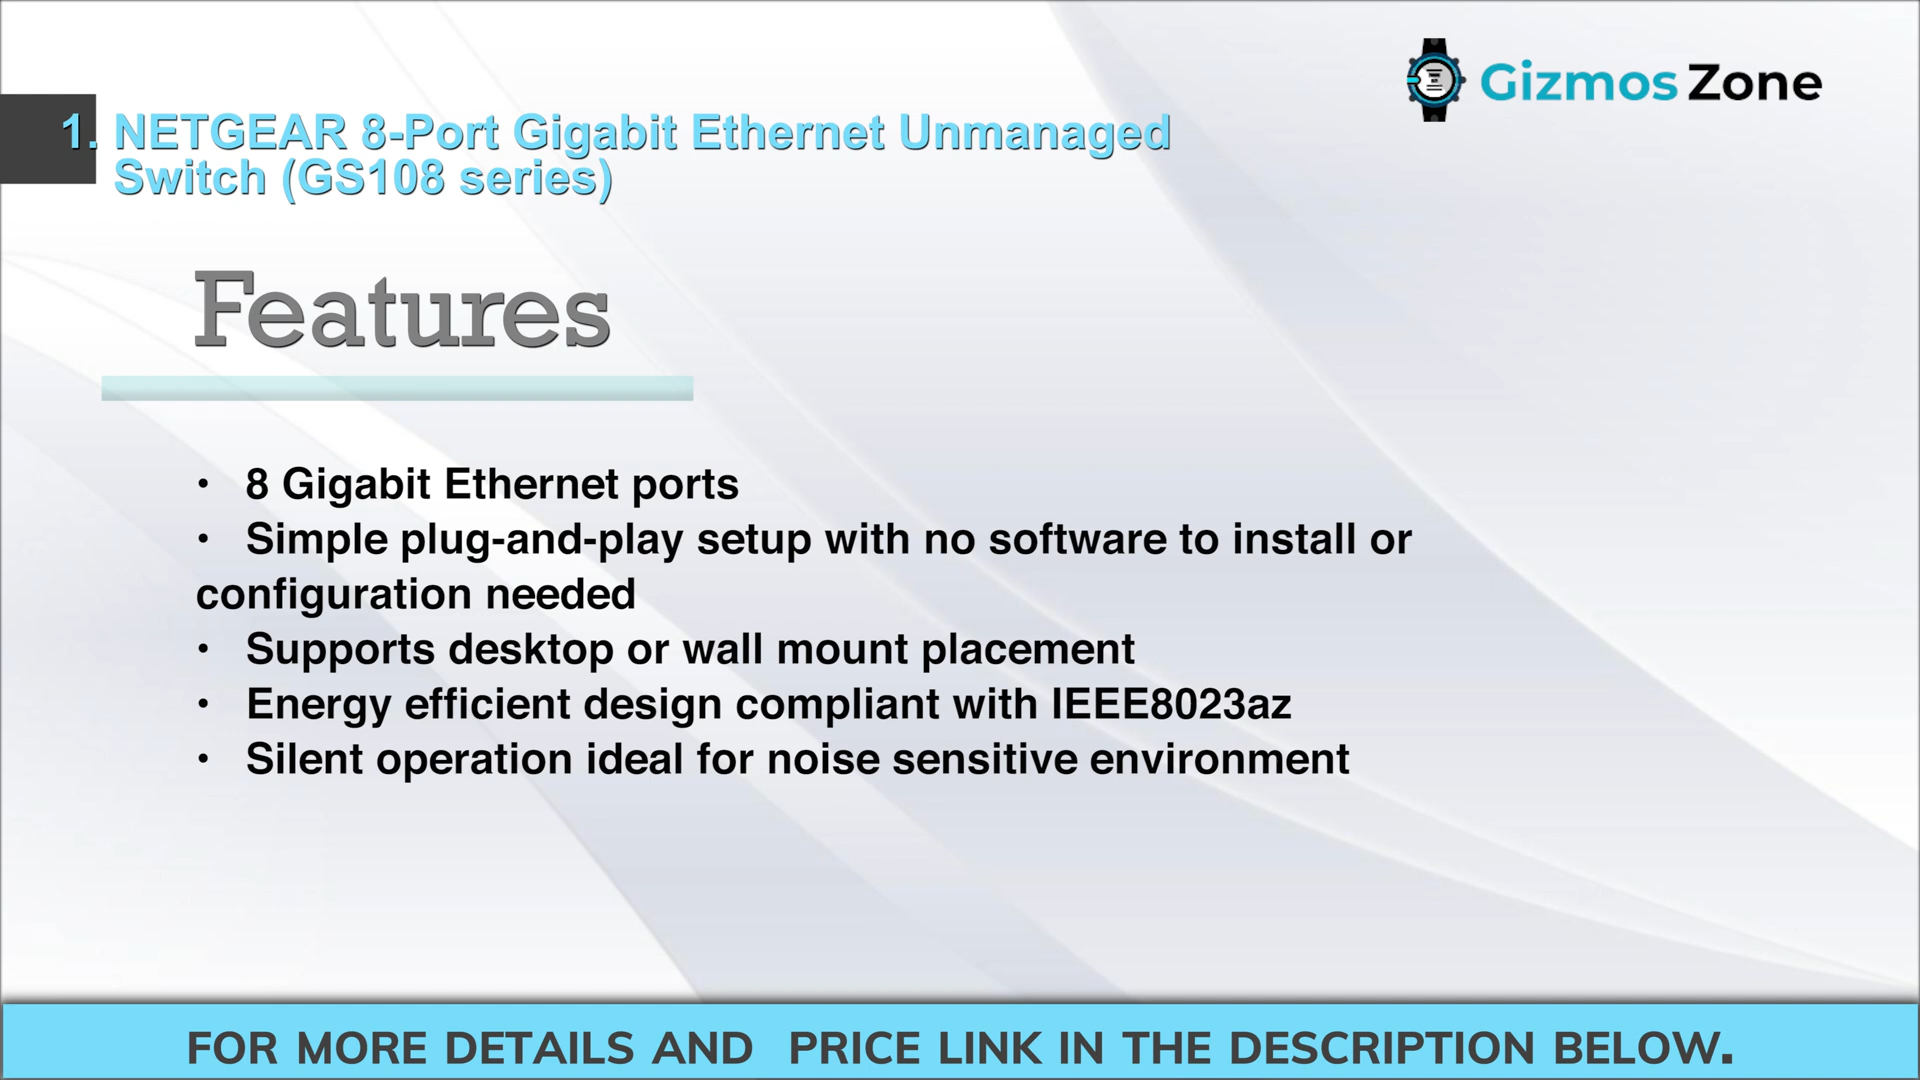 Gizmos Zone
1. NETGEAR 8-Port Gigabit Ethernet Unmanaged
Switch (GS108 series)
Features
• 8 Gigabit Ethernet ports
• Simple plug-and-play setup with no software to install or
configuration needed
• Supports desktop or wall mount placement
• Energy efficient design compliant with IEEE8023az
• Silent operation ideal for noise sensitive environment
FOR MORE DETAILS AND PRICE LINK IN THE DESCRIPTION BELOW.